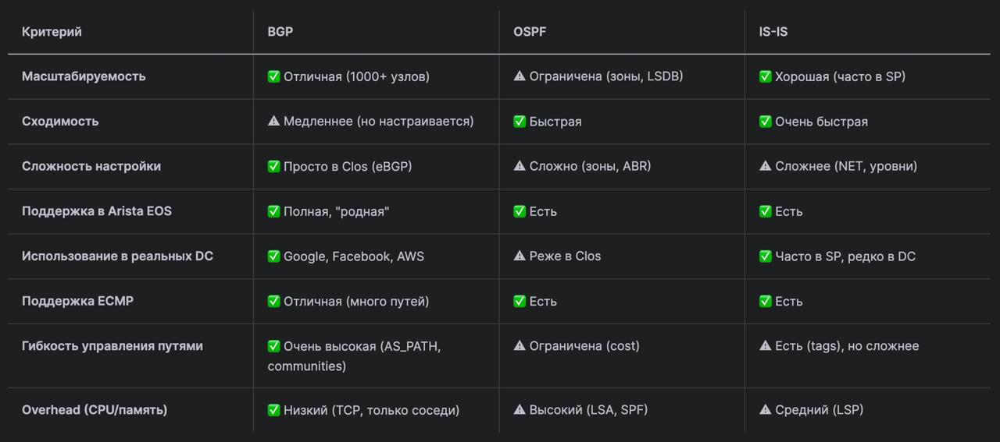 Критерий BGP OSPF IS-IS
Масштабируемость ✅ Отличная (1000+ узлов) ⚠ Ограничена (зоны, LSDB) ✅ Хорошая (часто в SP)
Сходимость ⚠ Медленнее (но настраивается) ✅ Быстрая ✅ Очень быстрая
Сложность настройки ✅ Просто в Clos (eBGP) ⚠ Сложно (зоны, ABR) ⚠ Сложнее (NET, уровни)
Поддержка в Arista EOS ✅ Полная, "родная" ✅ Есть ✅ Есть
Использование в реальных DC ✅ Google, Facebook, AWS ⚠ Реже в Clos ✅ Часто в SP, редко в DC
Поддержка ECMP ✅ Отличная (много путей) ✅ Есть ✅ Есть
Гибкость управления путями ✅ Очень высокая (AS_PATH, ⚠ Ограничена (cost) ⚠ Есть (tags), но сложнее
communities)
Overhead (CPU/память) ✅ Низкий (TCP, только соседи) ⚠ Высокий (LSA, SPF) ⚠ Средний (LSP)